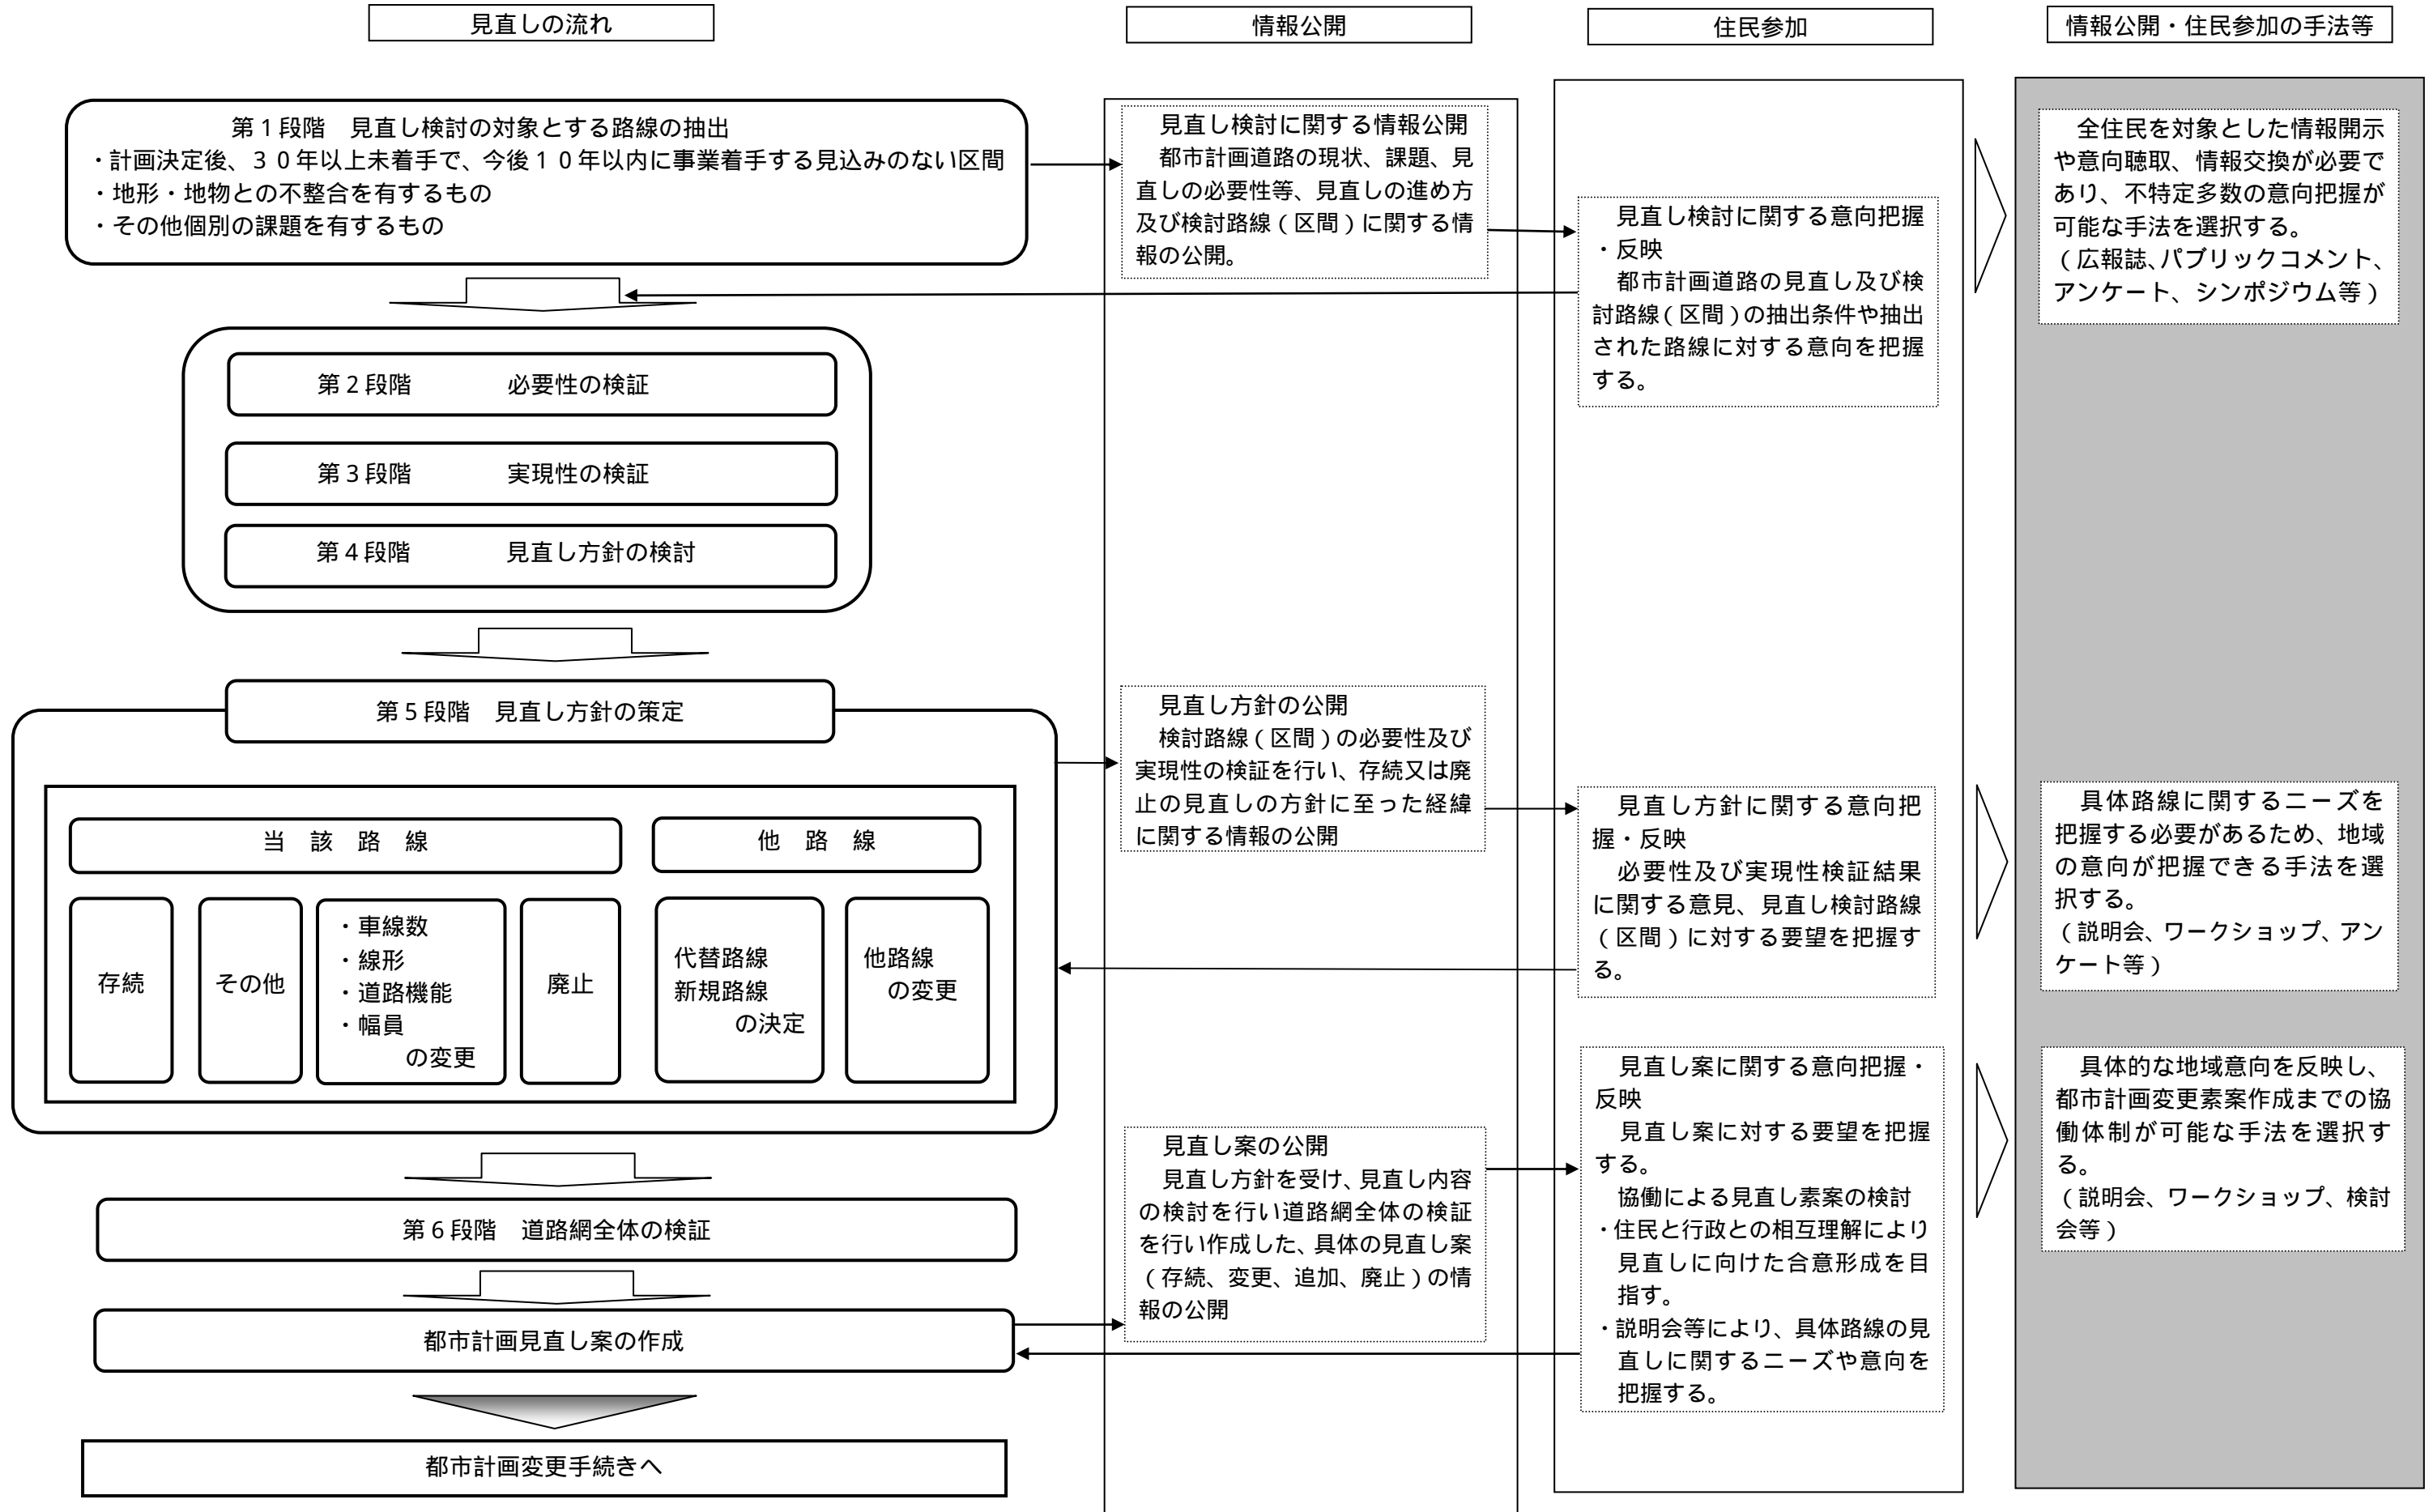 見直しの流れ
情報公開
住民参加
情報公開・住民参加の手法等
第１段階　見直し検討の対象とする路線の抽出
・計画決定後、３０年以上未着手で、今後１０年以内に事業着手する見込みのない区間
・地形・地物との不整合を有するもの
・その他個別の課題を有するもの
見直し検討に関する情報公開
都市計画道路の現状、課題、見
直しの必要性等、見直しの進め方
及び検討路線（区間）に関する情
報の公開。
見直し検討に関する意向把握
・反映
都市計画道路の見直し及び検
討路線（区間）の抽出条件や抽出
された路線に対する意向を把握
する。
全住民を対象とした情報開示
や意向聴取、情報交換が必要で
あり、不特定多数の意向把握が
可能な手法を選択する。
（広報誌、パブリックコメント、
アンケート、シンポジウム等）
第２段階　　　　必要性の検証
第３段階　　　　実現性の検証
第４段階　　　　見直し方針の検討
第５段階　見直し方針の策定
当　該　路　線
他　路　線
存続
その他
・車線数
・線形
・道路機能
・幅員
の変更
廃止
代替路線
新規路線
の決定
他路線
の変更
見直し方針の公開
検討路線（区間）の必要性及び
実現性の検証を行い、存続又は廃
止の見直しの方針に至った経緯
に関する情報の公開
見直し方針に関する意向把
握・反映
必要性及び実現性検証結果
に関する意見、見直し検討路線
（区間）に対する要望を把握す
る。
具体路線に関するニーズを
把握する必要があるため、地域
の意向が把握できる手法を選
択する。
（説明会、ワークショップ、アン
ケート等）
第６段階　道路網全体の検証
都市計画見直し案の作成
都市計画変更手続きへ
見直し案の公開
見直し方針を受け、見直し内容
の検討を行い道路網全体の検証
を行い作成した、具体の見直し案
（存続、変更、追加、廃止）の情
報の公開
見直し案に関する意向把握・
反映
見直し案に対する要望を把握
する。
協働による見直し素案の検討
・住民と行政との相互理解により
見直しに向けた合意形成を目
指す。
・説明会等により、具体路線の見
直しに関するニーズや意向を
把握する。
具体的な地域意向を反映し、
都市計画変更素案作成までの協
働体制が可能な手法を選択す
る。
（説明会、ワークショップ、検討
会等）